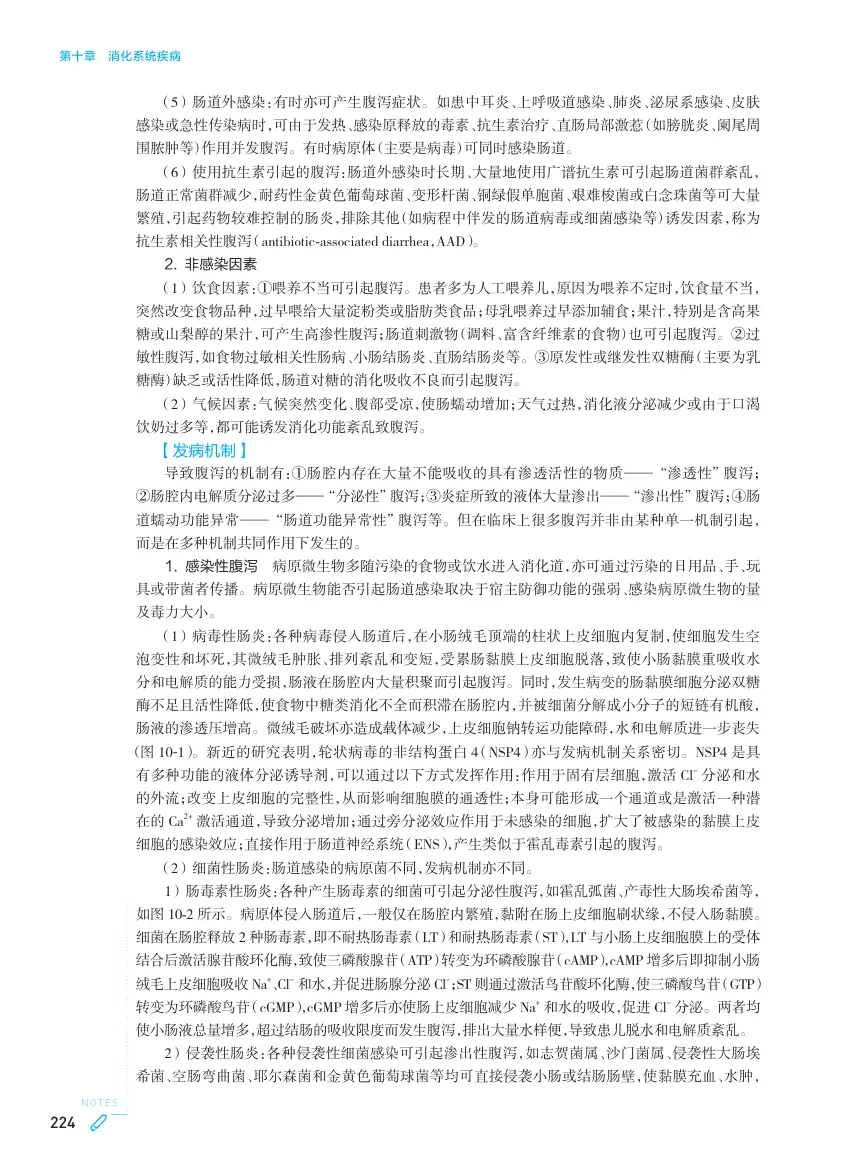 第十章　消化系统疾病
（5）肠道外感染：有时亦可产生腹泻症状。如患中耳炎、上呼吸道感染、肺炎、泌尿系感染、皮肤
感染或急性传染病时，可由于发热、感染原释放的毒素、抗生素治疗、直肠局部激惹（如膀胱炎、阑尾周
围脓肿等）作用并发腹泻。有时病原体（主要是病毒）可同时感染肠道。
（6）使用抗生素引起的腹泻：肠道外感染时长期、大量地使用广谱抗生素可引起肠道菌群紊乱，
肠道正常菌群减少，耐药性金黄色葡萄球菌、变形杆菌、铜绿假单胞菌、艰难梭菌或白念珠菌等可大量
繁殖，引起药物较难控制的肠炎，排除其他（如病程中伴发的肠道病毒或细菌感染等）诱发因素，称为
抗生素相关性腹泻（antibiotic-associated diarrhea，AAD）。
2. 非感染因素
（1）饮食因素：①喂养不当可引起腹泻。患者多为人工喂养儿，原因为喂养不定时，饮食量不当，
突然改变食物品种，过早喂给大量淀粉类或脂肪类食品；母乳喂养过早添加辅食；果汁，特别是含高果
糖或山梨醇的果汁，可产生高渗性腹泻；肠道刺激物（调料、富含纤维素的食物）也可引起腹泻。②过
敏性腹泻，如食物过敏相关性肠病、小肠结肠炎、直肠结肠炎等。③原发性或继发性双糖酶（主要为乳
糖酶）缺乏或活性降低，肠道对糖的消化吸收不良而引起腹泻。
（2）气候因素：气候突然变化、腹部受凉，使肠蠕动增加；天气过热，消化液分泌减少或由于口渴
饮奶过多等，都可能诱发消化功能紊乱致腹泻。
【发病机制】
导致腹泻的机制有：①肠腔内存在大量不能吸收的具有渗透活性的物质——“渗透性”腹泻；
②肠腔内电解质分泌过多——“分泌性”腹泻；③炎症所致的液体大量渗出——“渗出性”腹泻；④肠
道蠕动功能异常——“肠道功能异常性”腹泻等。但在临床上很多腹泻并非由某种单一机制引起，
而是在多种机制共同作用下发生的。
1. 感染性腹泻　病原微生物多随污染的食物或饮水进入消化道，亦可通过污染的日用品、手、玩
具或带菌者传播。病原微生物能否引起肠道感染取决于宿主防御功能的强弱、感染病原微生物的量
及毒力大小。
（1）病毒性肠炎：各种病毒侵入肠道后，在小肠绒毛顶端的柱状上皮细胞内复制，使细胞发生空
泡变性和坏死，其微绒毛肿胀、排列紊乱和变短，受累肠黏膜上皮细胞脱落，致使小肠黏膜重吸收水
分和电解质的能力受损，肠液在肠腔内大量积聚而引起腹泻。同时，发生病变的肠黏膜细胞分泌双糖
酶不足且活性降低，使食物中糖类消化不全而积滞在肠腔内，并被细菌分解成小分子的短链有机酸，
肠液的渗透压增高。微绒毛破坏亦造成载体减少，上皮细胞钠转运功能障碍，水和电解质进一步丧失
（图 10-1）。新近的研究表明，轮状病毒的非结构蛋白 4（NSP4）亦与发病机制关系密切。NSP4 是具
有多种功能的液体分泌诱导剂，可以通过以下方式发挥作用：作用于固有层细胞，激活 Cl⁻ 分泌和水
的外流；改变上皮细胞的完整性，从而影响细胞膜的通透性；本身可能形成一个通道或是激活一种潜
在的 Ca²⁺ 激活通道，导致分泌增加；通过旁分泌效应作用于未感染的细胞，扩大了被感染的黏膜上皮
细胞的感染效应；直接作用于肠道神经系统（ENS），产生类似于霍乱毒素引起的腹泻。
（2）细菌性肠炎：肠道感染的病原菌不同，发病机制亦不同。
1）肠毒素性肠炎：各种产生肠毒素的细菌可引起分泌性腹泻，如霍乱弧菌、产毒性大肠埃希菌等，
如图 10-2 所示。病原体侵入肠道后，一般仅在肠腔内繁殖，黏附在肠上皮细胞刷状缘，不侵入肠黏膜。
细菌在肠腔释放 2 种肠毒素，即不耐热肠毒素（LT）和耐热肠毒素（ST），LT 与小肠上皮细胞膜上的受体
结合后激活腺苷酸环化酶，致使三磷酸腺苷（ATP）转变为环磷酸腺苷（cAMP），cAMP 增多后即抑制小肠
绒毛上皮细胞吸收 Na⁺、Cl⁻ 和水，并促进肠腺分泌 Cl⁻；ST 则通过激活鸟苷酸环化酶，使三磷酸鸟苷（GTP）
转变为环磷酸鸟苷（cGMP），cGMP 增多后亦使肠上皮细胞减少 Na⁺ 和水的吸收，促进 Cl⁻ 分泌。两者均
使小肠液总量增多，超过结肠的吸收限度而发生腹泻，排出大量水样便，导致患儿脱水和电解质紊乱。
2）侵袭性肠炎：各种侵袭性细菌感染可引起渗出性腹泻，如志贺菌属、沙门菌属、侵袭性大肠埃
希菌、空肠弯曲菌、耶尔森菌和金黄色葡萄球菌等均可直接侵袭小肠或结肠肠壁，使黏膜充血、水肿，
NOTES
224